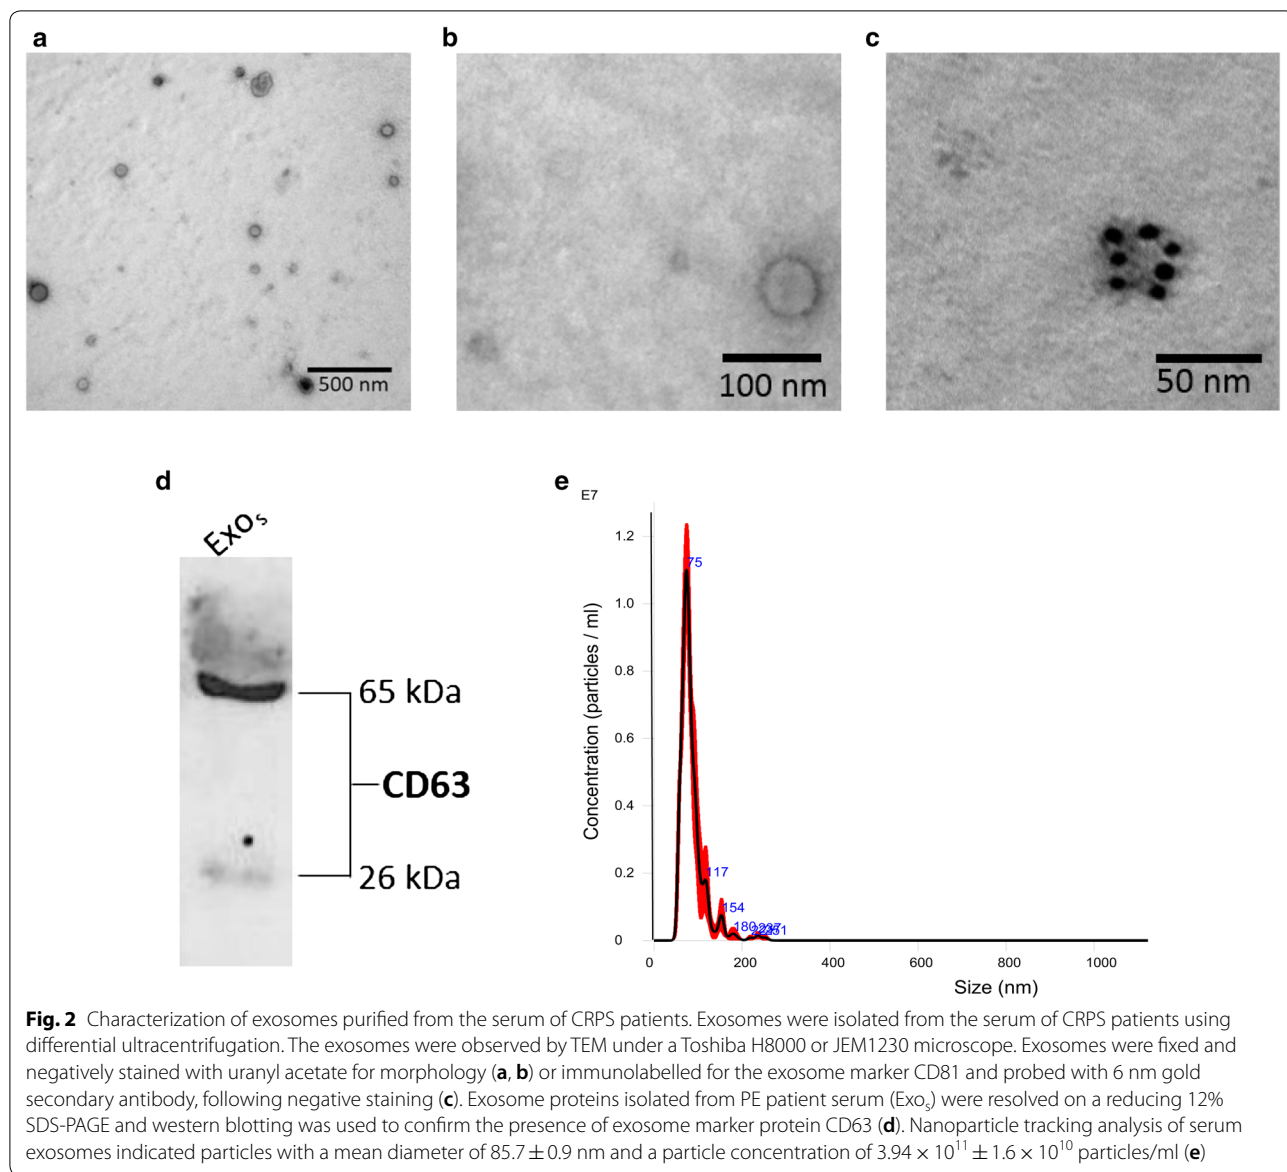 a
b
c
500 nm
100 nm
50 nm
d
e
Exoₛ
65 kDa
CD63
26 kDa
E7
Concentration (particles / ml)
1.2
1.0
0.8
0.6
0.4
0.2
0
75
117
154
180
0
200
400
600
800
1000
Size (nm)
Fig. 2 Characterization of exosomes purified from the serum of CRPS patients. Exosomes were isolated from the serum of CRPS patients using
differential ultracentrifugation. The exosomes were observed by TEM under a Toshiba H8000 or JEM1230 microscope. Exosomes were fixed and
negatively stained with uranyl acetate for morphology (a, b) or immunolabelled for the exosome marker CD81 and probed with 6 nm gold
secondary antibody, following negative staining (c). Exosome proteins isolated from PE patient serum (Exoₛ) were resolved on a reducing 12%
SDS-PAGE and western blotting was used to confirm the presence of exosome marker protein CD63 (d). Nanoparticle tracking analysis of serum
exosomes indicated particles with a mean diameter of 85.7 ± 0.9 nm and a particle concentration of 3.94 × 10¹¹ ± 1.6 × 10¹⁰ particles/ml (e)